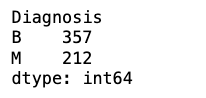 Diagnosis
B    357
M    212
dtype: int64